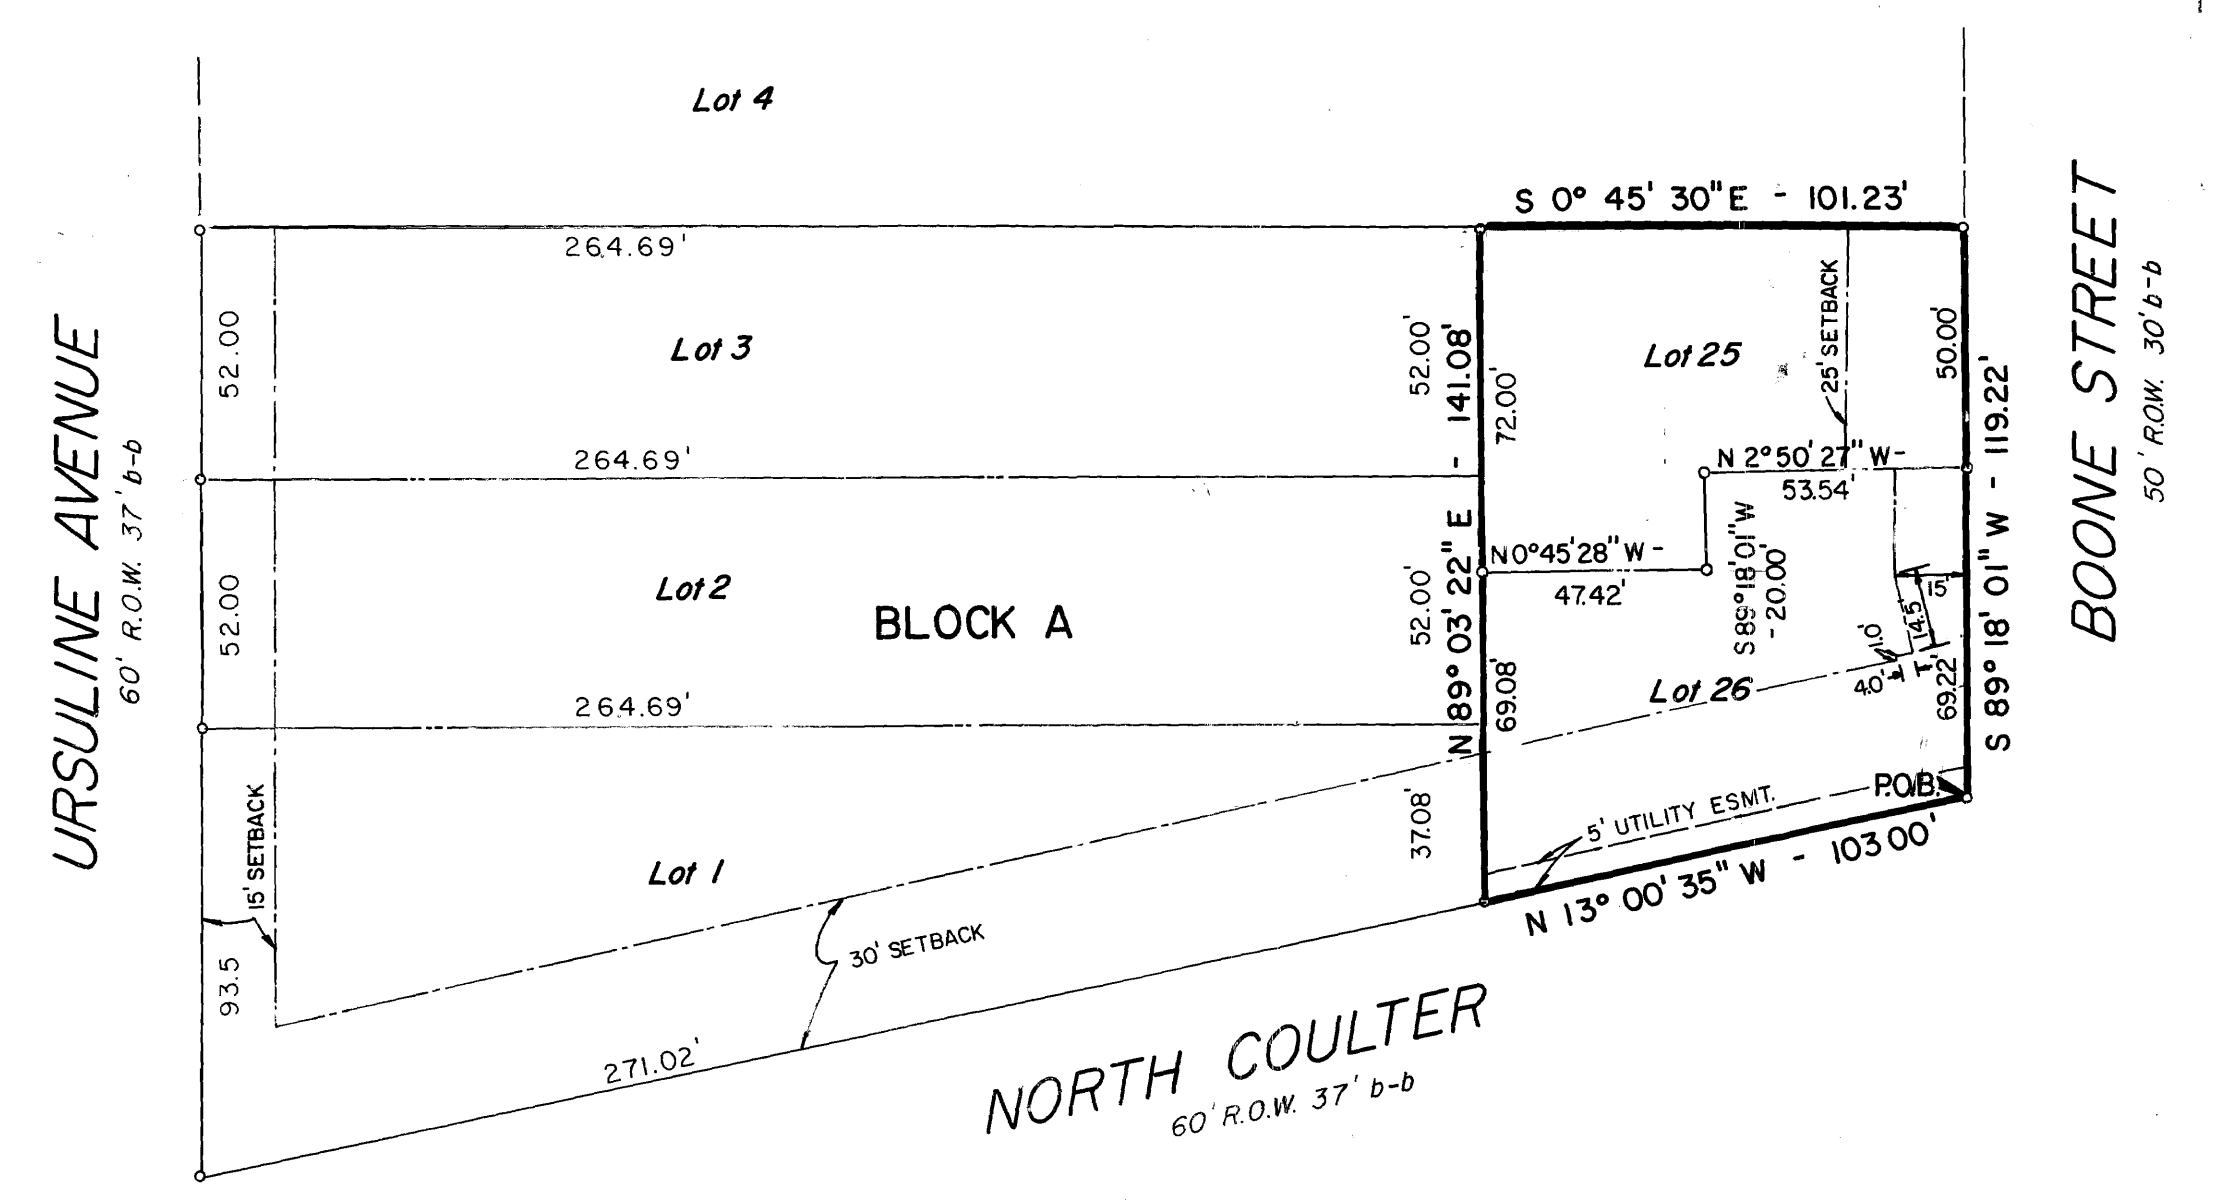 Lot 4
S 0° 45' 30" E - 101.23'
264.69'
URSULINE AVENUE
60' R.O.W. 37' b-b
52.00
Lot 3
52.00'
N 89° 03' 22" E - 141.08'
72.00'
Lot 25
25' SETBACK
50.00'
S 89° 18' 01" W - 119.22'
BOONE STREET
50' R.O.W. 30' b-b
264.69'
N 2° 50' 27" W -
53.54'
N 0°45'28" W -
47.42'
S 89°18'01" W
- 20.00'
52.00
Lot 2
BLOCK A
52.00'
69.08'
15'
14.5'
1.0'
4.0'
69.22'
Lot 26
264.69'
15' SETBACK
93.5
Lot 1
37.08'
30' SETBACK
5' UTILITY ESMT.
P.O.B.
N 13° 00' 35" W - 103.00'
271.02'
NORTH COULTER
60' R.O.W. 37' b-b